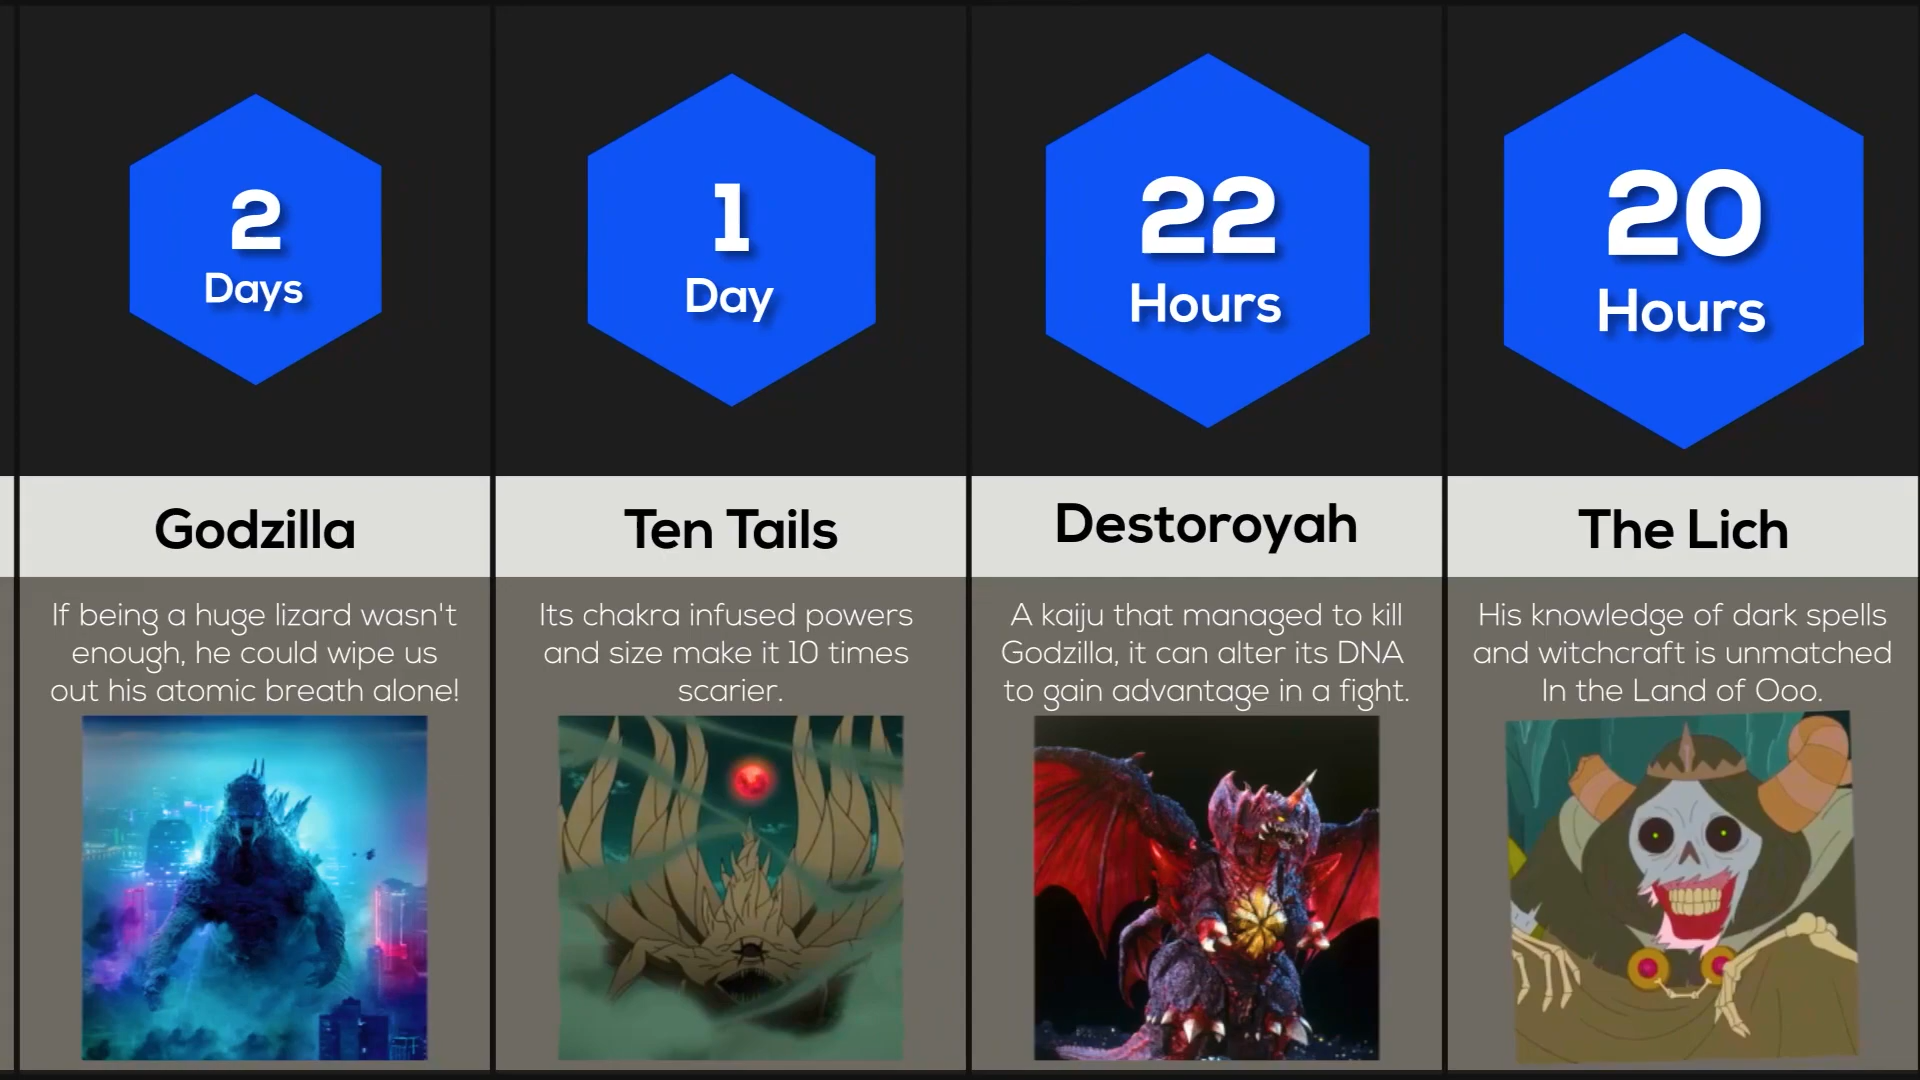 2
Days
Godzilla
If being a huge lizard wasn't
enough, he could wipe us
out his atomic breath alone!
1
Day
Ten Tails
Its chakra infused powers
and size make it 10 times
scarier.
22
Hours
Destoroyah
A kaiju that managed to kill
Godzilla, it can alter its DNA
to gain advantage in a fight.
20
Hours
The Lich
His knowledge of dark spells
and witchcraft is unmatched
In the Land of Ooo.